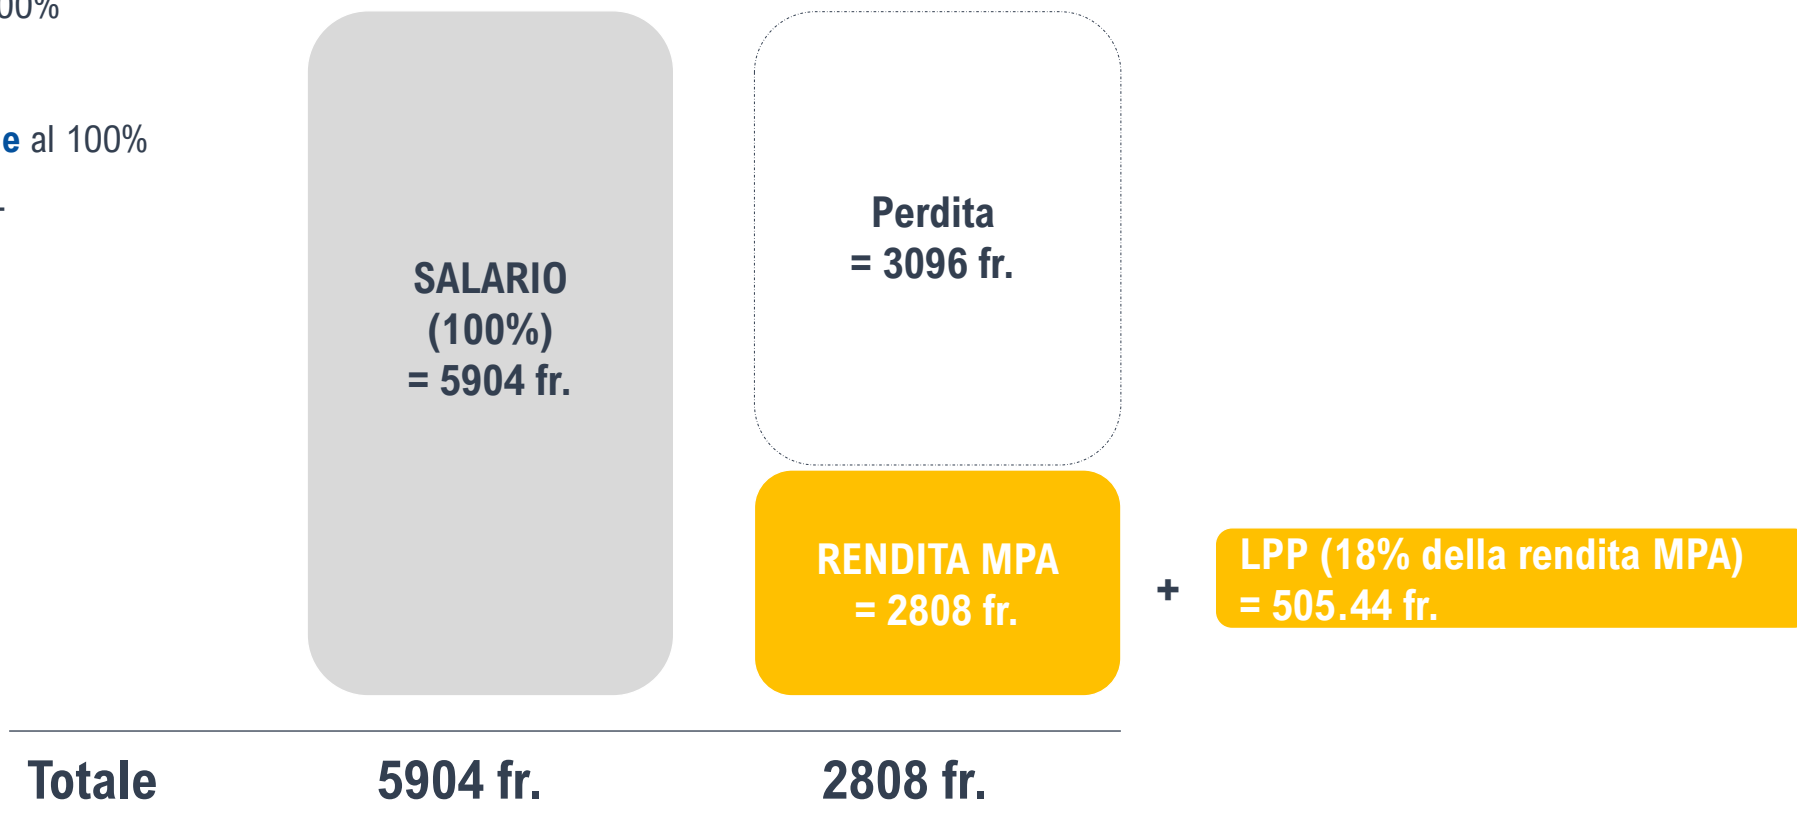 00%
e al 100%
-
SALARIO
(100%)
= 5904 fr.
Perdita
= 3096 fr.
RENDITA MPA
= 2808 fr.
+
LPP (18% della rendita MPA)
= 505.44 fr.
Totale 5904 fr. 2808 fr.